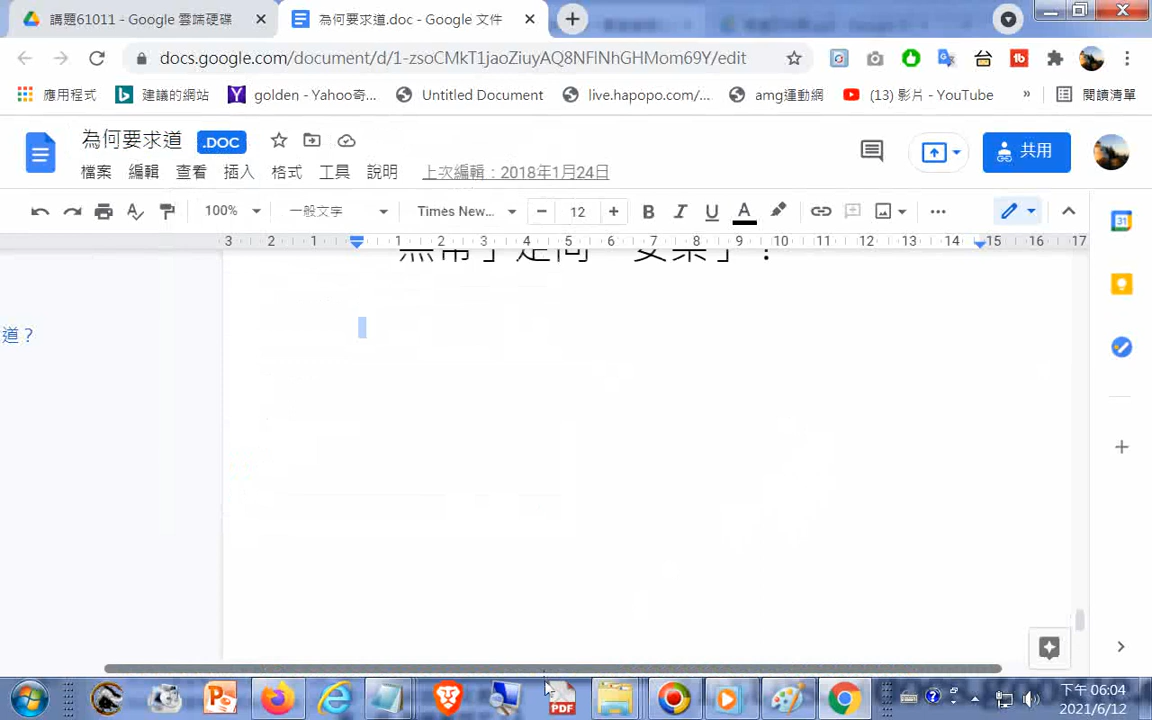 講題61011 - Google 雲端硬碟
為何要求道.doc - Google 文件
docs.google.com/document/d/1-zsoCMkT1jaoZiuyAQ8NFlNhGHMom69Y/edit
應用程式
建議的網站
golden - Yahoo奇...
Untitled Document
live.hapopo.com/...
amg運動網
(13) 影片 - YouTube
»
閱讀清單
為何要求道
.DOC
共用
檔案 編輯 查看 插入 格式 工具 說明 上次編輯：2018年1月24日
100% 一般文字 Times New... − 12 + B I U A
3 2 1 1 2 3 4 5 6 7 8 9 10 11 12 13 14 15 16 17
道？
31
PDF
下午 06:04
2021/6/12